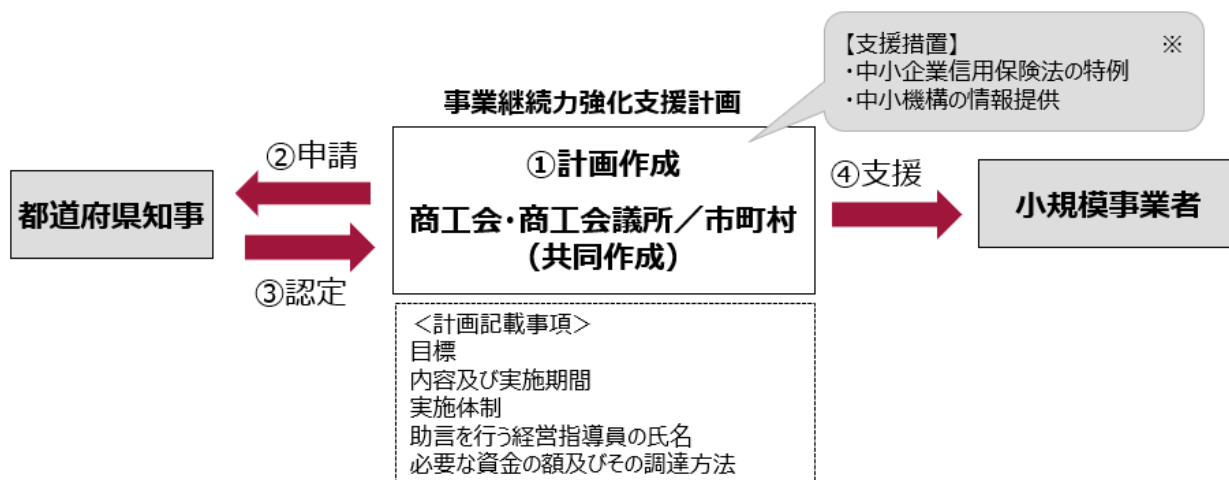 【支援措置】 ※
・中小企業信用保険法の特例
・中小機構の情報提供
事業継続力強化支援計画
②申請
①計画作成
④支援
都道府県知事
商工会・商工会議所／市町村
（共同作成）
小規模事業者
③認定
＜計画記載事項＞
目標
内容及び実施期間
実施体制
助言を行う経営指導員の氏名
必要な資金の額及びその調達方法